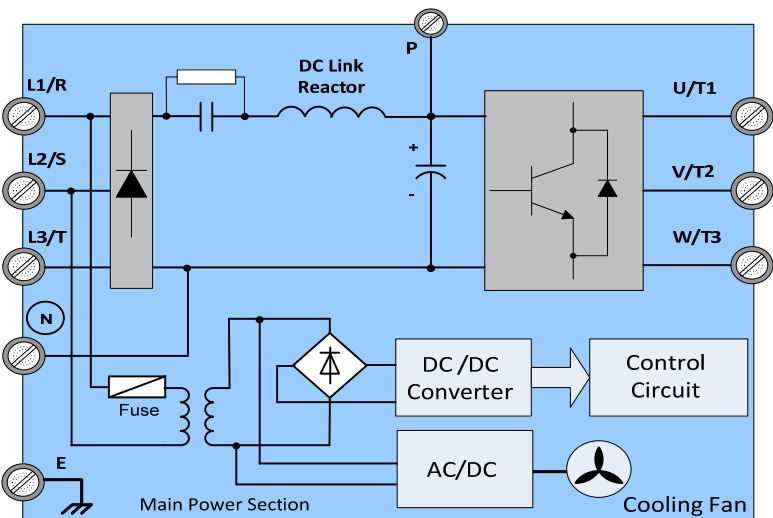 P
DC Link
Reactor
L1/R
U/T1
L2/S
+
V/T2
-
L3/T
W/T3
N
DC /DC
Converter
Control
Circuit
Fuse
AC/DC
E
Main Power Section
Cooling Fan